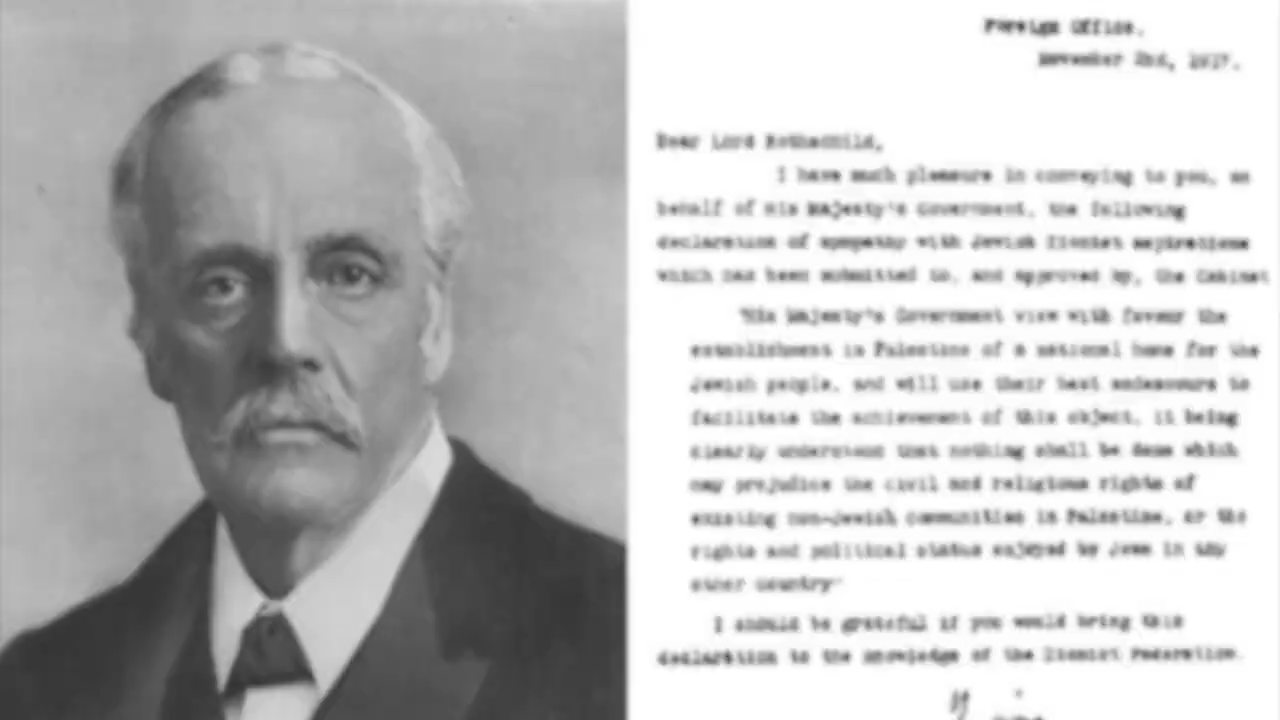 Foreign Office.
November 2nd, 1917.
Dear Lord Rothschild,
I have much pleasure in conveying to you, on
behalf of His Majesty's Government, the following
declaration of sympathy with Jewish Zionist aspirations
which has been submitted to, and approved by, the Cabinet
"His Majesty's Government view with favour the
establishment in Palestine of a national home for the
Jewish people, and will use their best endeavours to
facilitate the achievement of this object, it being
clearly understood that nothing shall be done which
may prejudice the civil and religious rights of
existing non-Jewish communities in Palestine, or the
rights and political status enjoyed by Jews in any
other country"
I should be grateful if you would bring this
declaration to the knowledge of the Zionist Federation.